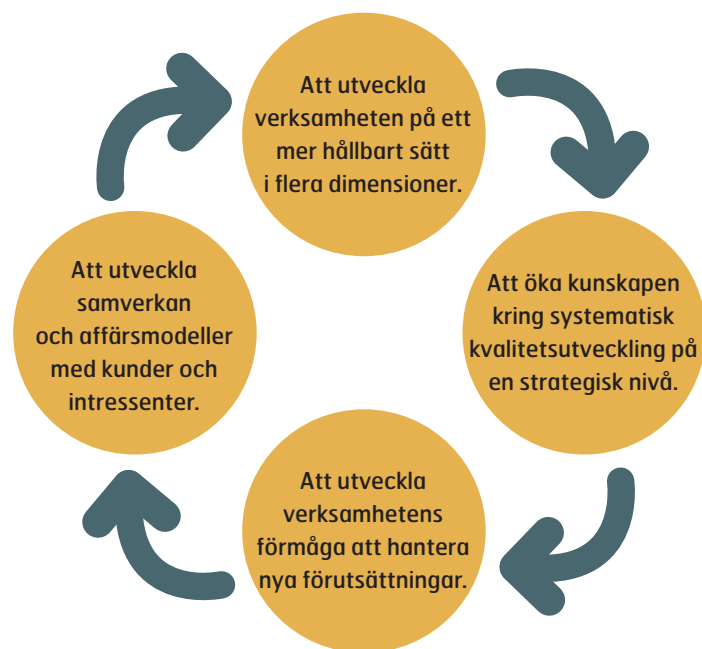 Att utveckla
verksamheten på ett
mer hållbart sätt
i flera dimensioner.
Att öka kunskapen
kring systematisk
kvalitetsutveckling på
en strategisk nivå.
Att utveckla
verksamhetens
förmåga att hantera
nya förutsättningar.
Att utveckla
samverkan
och affärsmodeller
med kunder och
intressenter.